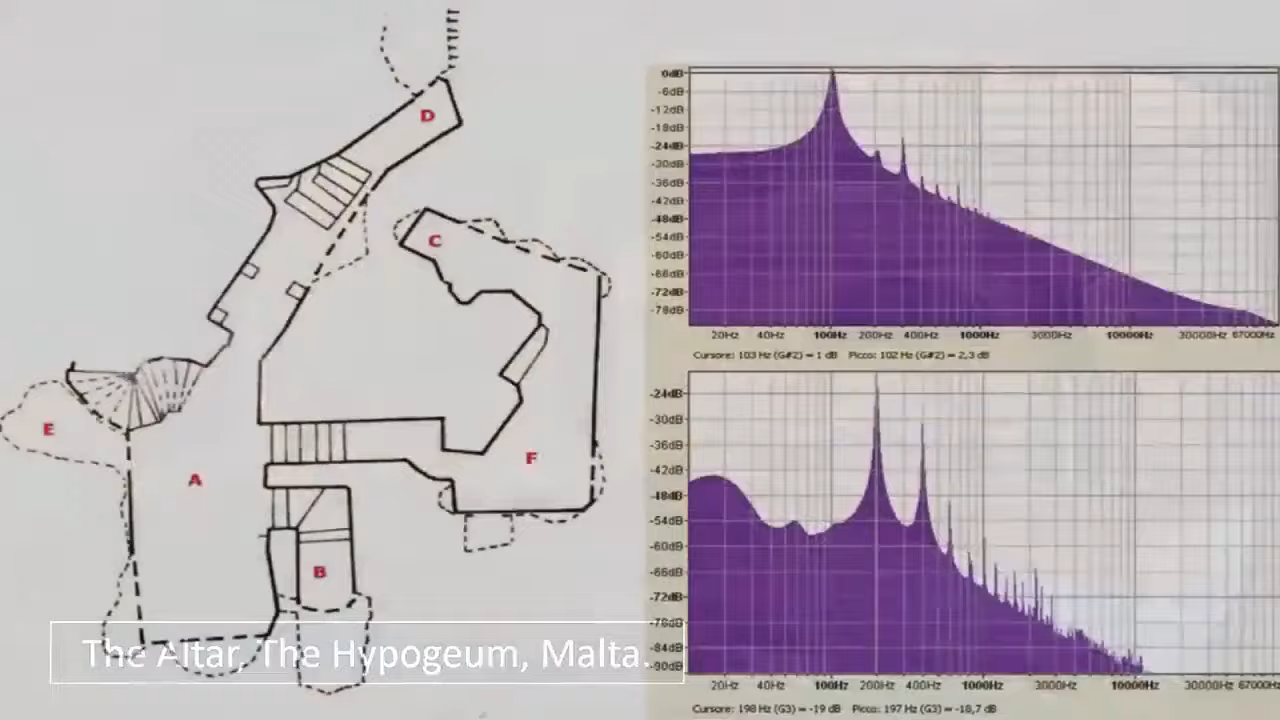 D
C
E
F
A
B
The Altar, The Hypogeum, Malta.
0dB
-6dB
-12dB
-18dB
-24dB
-30dB
-36dB
-42dB
-48dB
-54dB
-60dB
-66dB
-72dB
-78dB
20Hz 40Hz 100Hz 200Hz 400Hz 1000Hz 3000Hz 10000Hz 30000Hz 67000Hz
Cursore: 103 Hz (G#2) = 1 dB Picco: 102 Hz (G#2) = 2,3 dB
-24dB
-30dB
-36dB
-42dB
-48dB
-54dB
-60dB
-66dB
-72dB
-78dB
-84dB
-90dB
20Hz 40Hz 100Hz 200Hz 400Hz 1000Hz 3000Hz 10000Hz 30000Hz 67000Hz
Cursore: 198 Hz (G3) = -19 dB Picco: 197 Hz (G3) = -18,7 dB